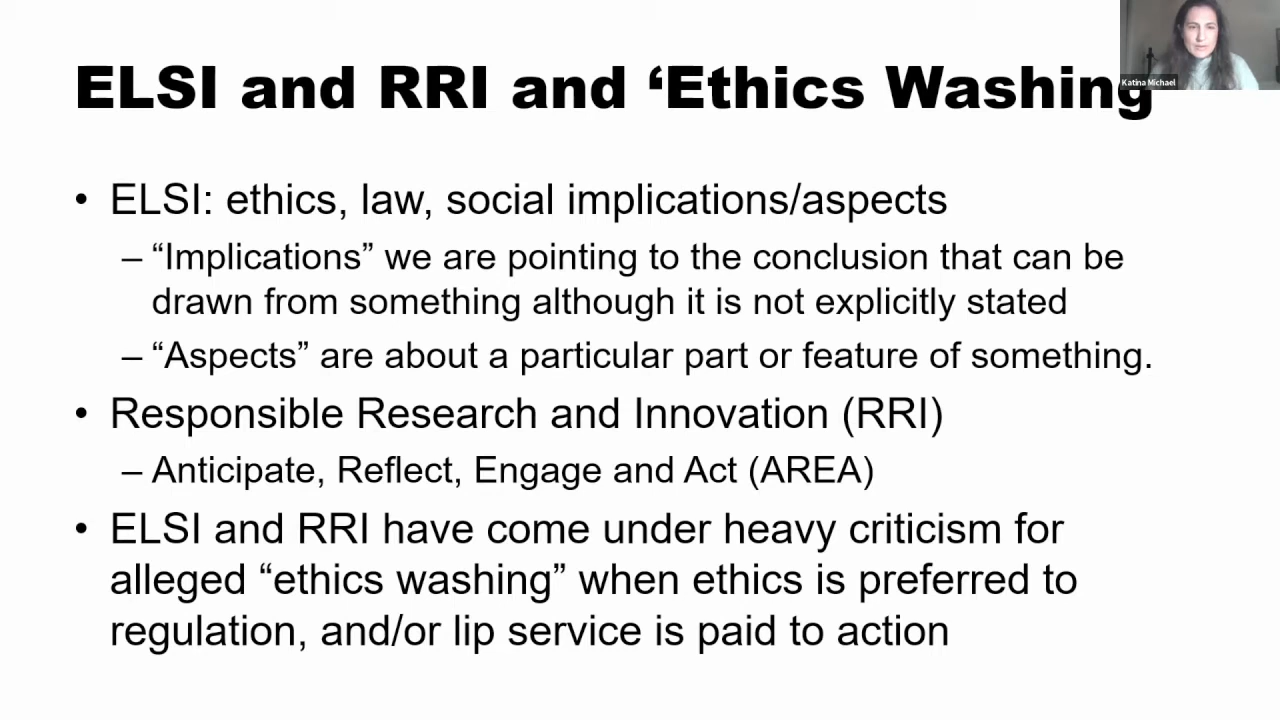 ELSI and RRI and ‘Ethics Washing
Katina Michael
• ELSI: ethics, law, social implications/aspects
– “Implications” we are pointing to the conclusion that can be
drawn from something although it is not explicitly stated
– “Aspects” are about a particular part or feature of something.
• Responsible Research and Innovation (RRI)
– Anticipate, Reflect, Engage and Act (AREA)
• ELSI and RRI have come under heavy criticism for
alleged “ethics washing” when ethics is preferred to
regulation, and/or lip service is paid to action